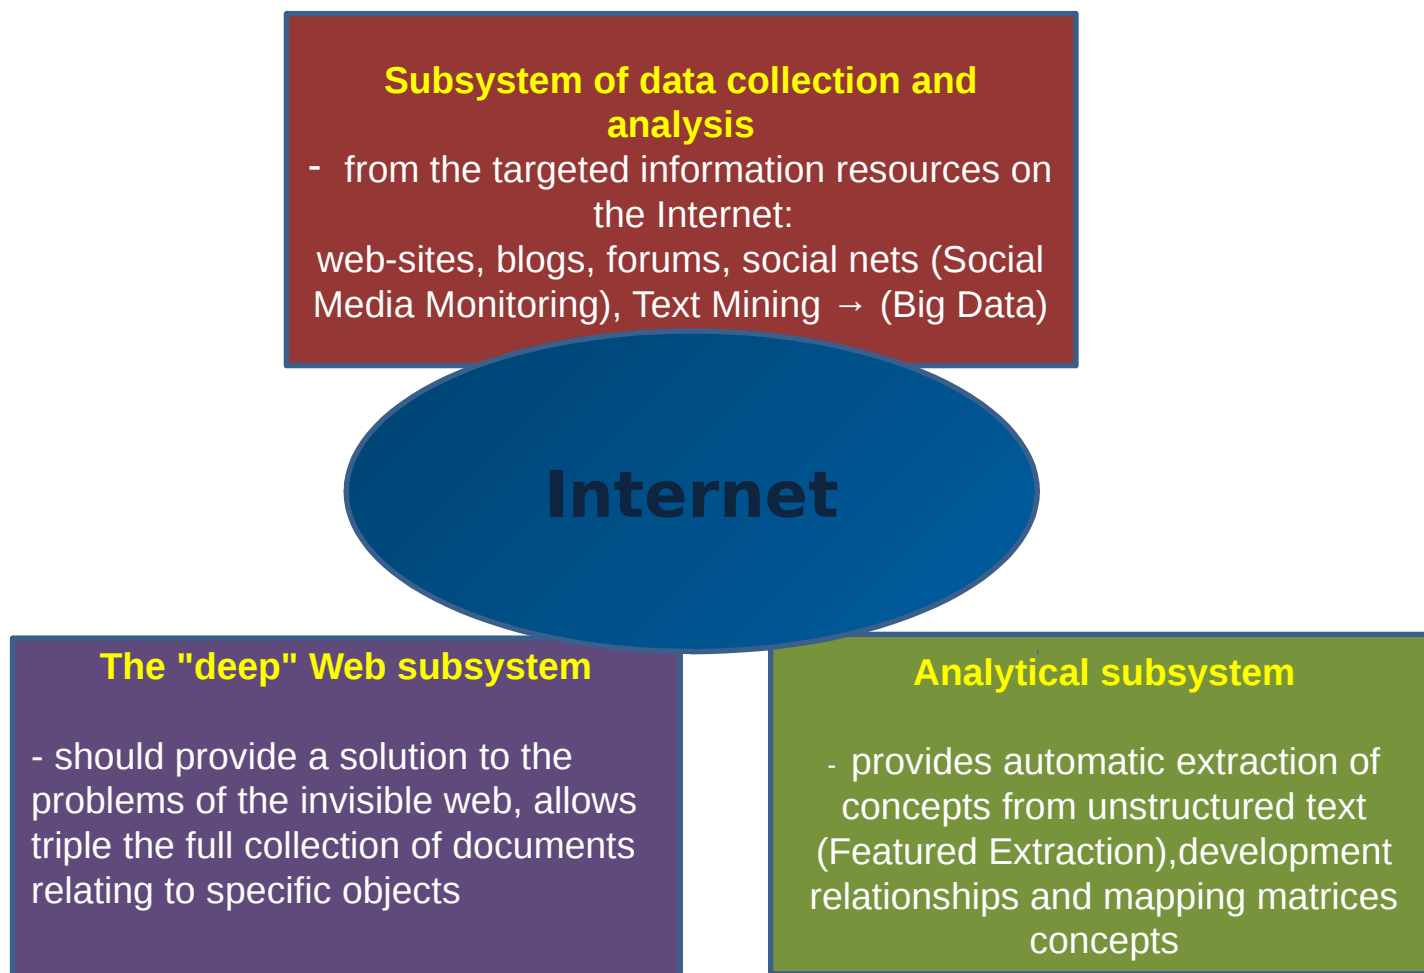 Subsystem of data collection and
analysis
- from the targeted information resources on
the Internet:
web-sites, blogs, forums, social nets (Social
Media Monitoring), Text Mining → (Big Data)
Internet
The "deep" Web subsystem
- should provide a solution to the
problems of the invisible web, allows
triple the full collection of documents
relating to specific objects
Analytical subsystem
- provides automatic extraction of
concepts from unstructured text
(Featured Extraction),development
relationships and mapping matrices
concepts